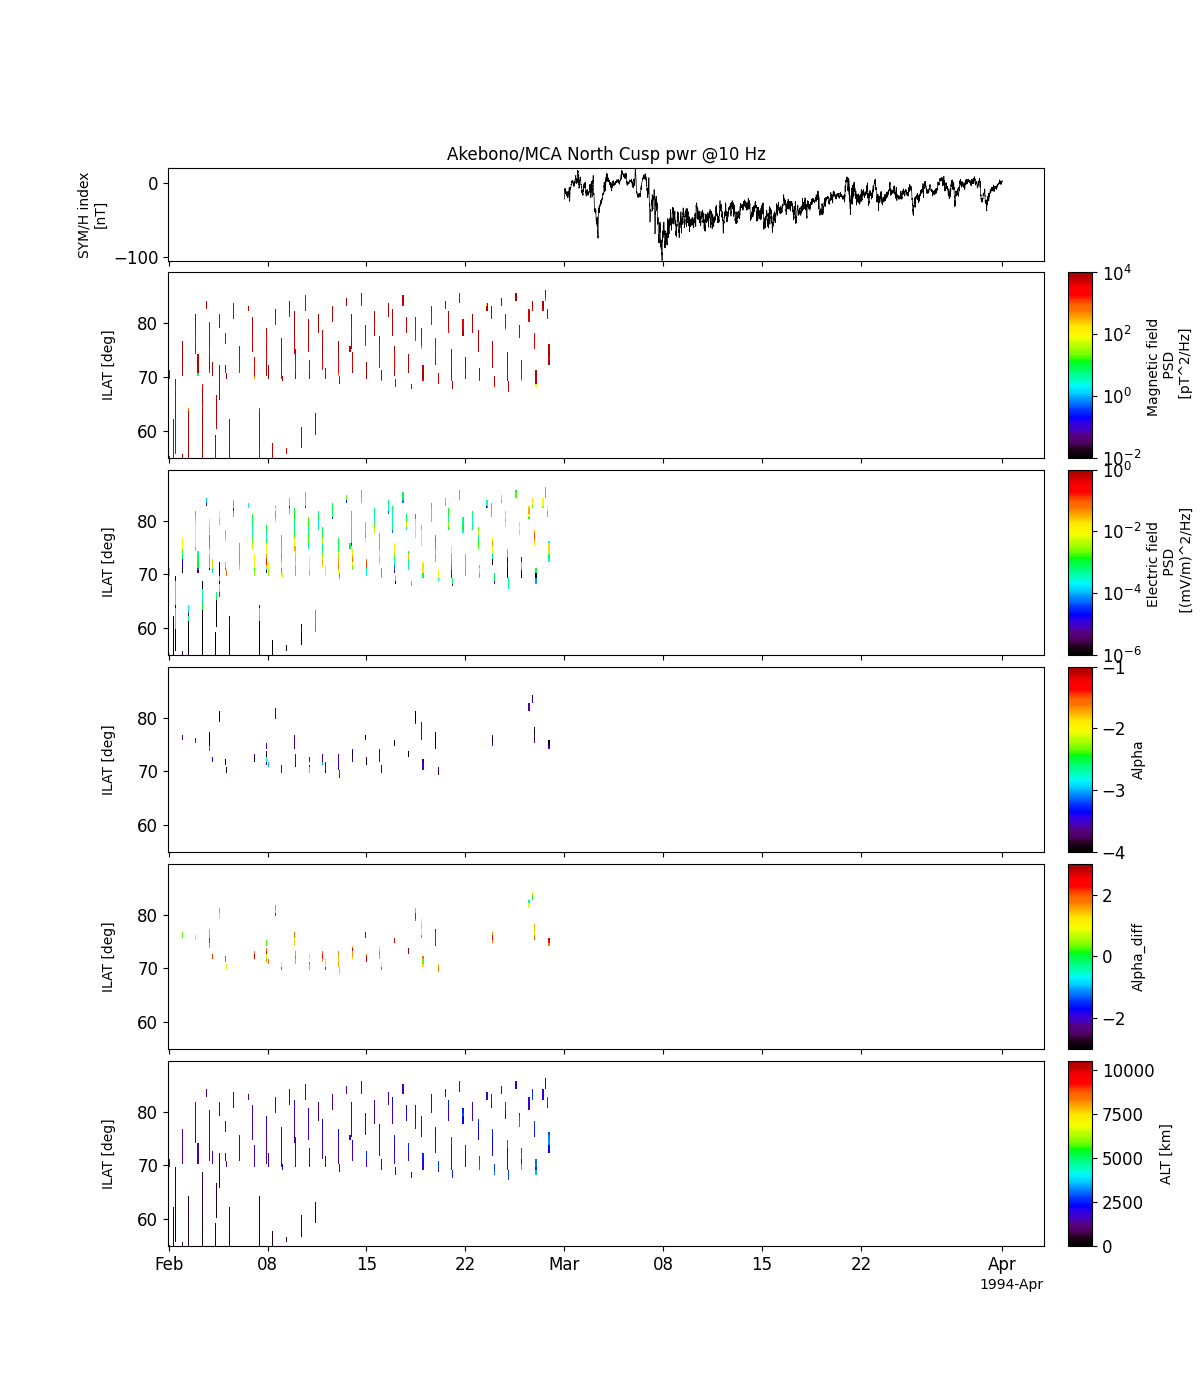 Akebono/MCA North Cusp pwr @10 Hz
SYM/H index
[nT]
0
−100
ILAT [deg]
80
70
60
10^4
10^2
10^0
10^−2
Magnetic field
PSD
[pT^2/Hz]
ILAT [deg]
80
70
60
10^0
10^−2
10^−4
10^−6
Electric field
PSD
[(mV/m)^2/Hz]
ILAT [deg]
80
70
60
−1
−2
−3
−4
Alpha
ILAT [deg]
80
70
60
2
0
−2
Alpha_diff
ILAT [deg]
80
70
60
10000
7500
5000
2500
0
ALT [km]
Feb 08 15 22 Mar 08 15 22 Apr
1994-Apr